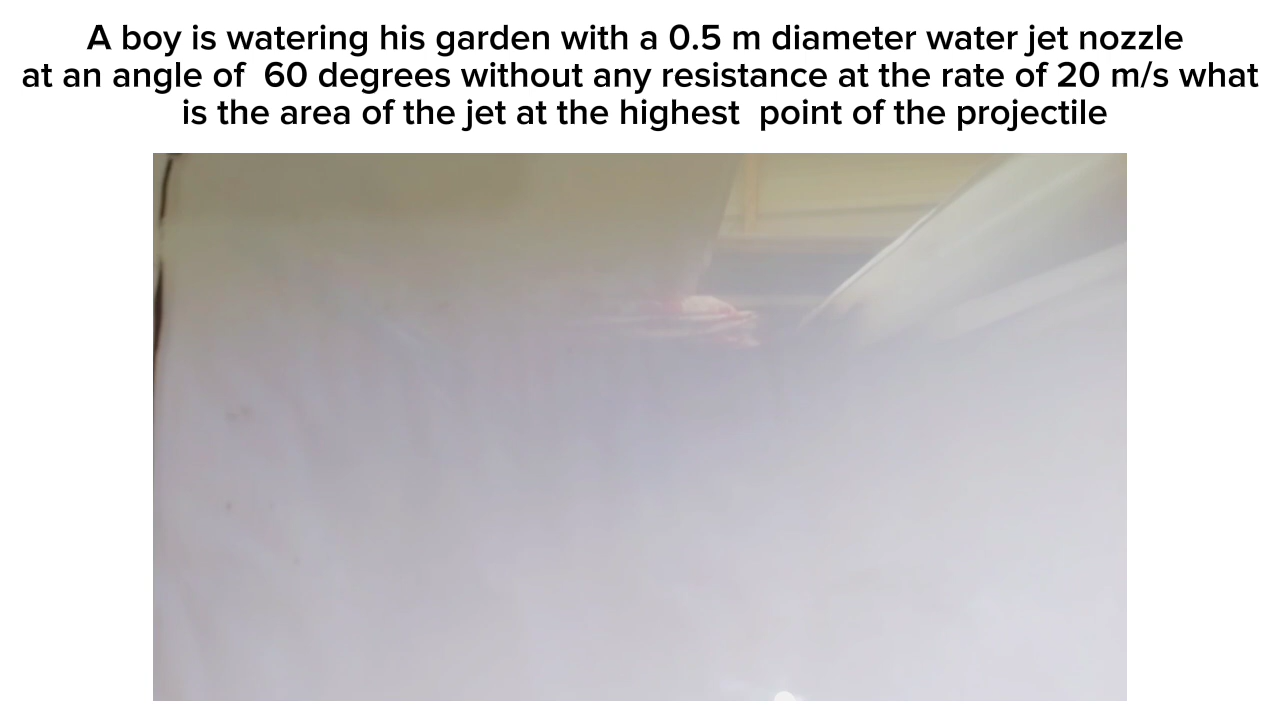 A boy is watering his garden with a 0.5 m diameter water jet nozzle
at an angle of 60 degrees without any resistance at the rate of 20 m/s what
is the area of the jet at the highest point of the projectile